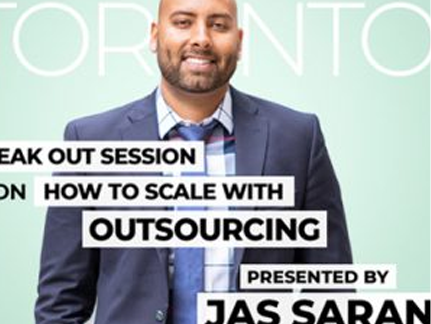 TORONTO
EAK OUT SESSION
ON HOW TO SCALE WITH
OUTSOURCING
PRESENTED BY
JAS SARAN